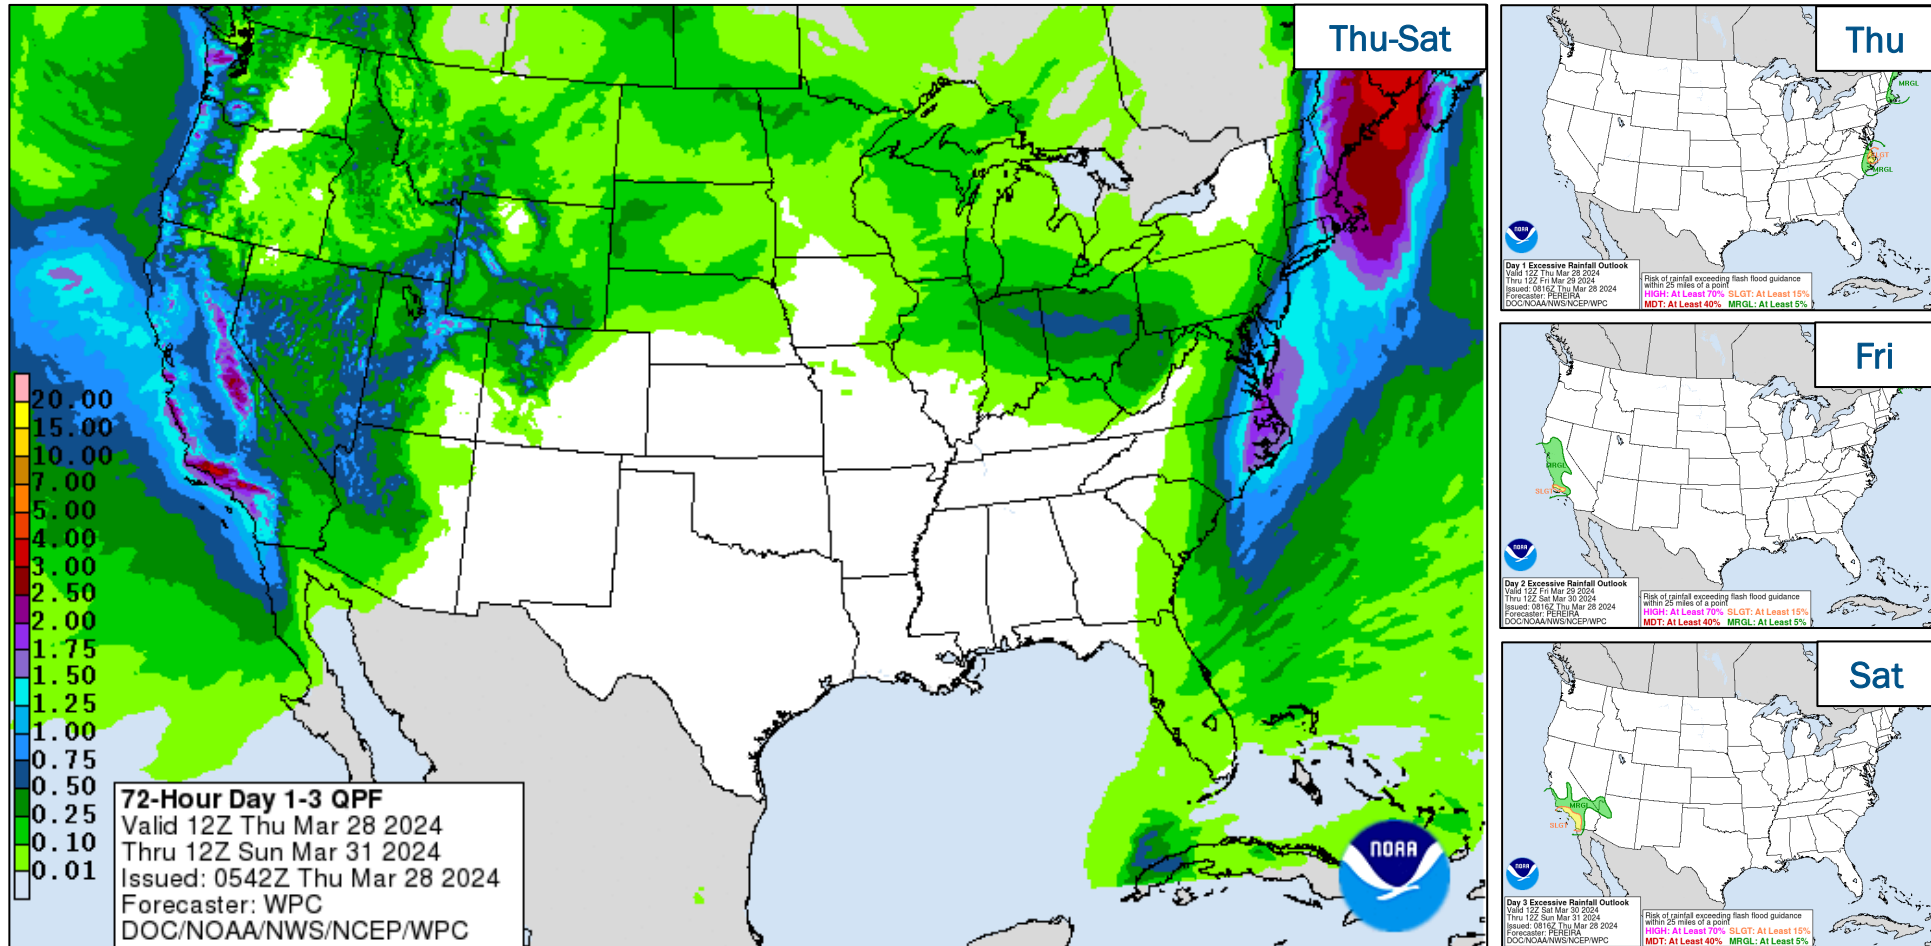 Thu-Sat
20.00
15.00
10.00
7.00
5.00
4.00
3.00
2.50
2.00
1.75
1.50
1.25
1.00
0.75
0.50
0.25
0.10
0.01
72-Hour Day 1-3 QPF
Valid 12Z Thu Mar 28 2024
Thru 12Z Sun Mar 31 2024
Issued: 0542Z Thu Mar 28 2024
Forecaster: WPC
DOC/NOAA/NWS/NCEP/WPC
NOAA
Thu
MRGL
SLGT
MRGL
NOAA
Day 1 Excessive Rainfall Outlook
Valid 12Z Thu Mar 28 2024
Thru 12Z Fri Mar 29 2024
Issued: 0816Z Thu Mar 28 2024
Forecaster: PEREIRA
DOC/NOAA/NWS/NCEP/WPC
Risk of rainfall exceeding flash flood guidance
within 25 miles of a point
HIGH: At Least 70% SLGT: At Least 15%
MDT: At Least 40% MRGL: At Least 5%
Fri
MRGL
SLGT
NOAA
Day 2 Excessive Rainfall Outlook
Valid 12Z Fri Mar 29 2024
Thru 12Z Sat Mar 30 2024
Issued: 0816Z Thu Mar 28 2024
Forecaster: PEREIRA
DOC/NOAA/NWS/NCEP/WPC
Risk of rainfall exceeding flash flood guidance
within 25 miles of a point
HIGH: At Least 70% SLGT: At Least 15%
MDT: At Least 40% MRGL: At Least 5%
Sat
MRGL
SLGT
NOAA
Day 3 Excessive Rainfall Outlook
Valid 12Z Sat Mar 30 2024
Thru 12Z Sun Mar 31 2024
Issued: 0816Z Thu Mar 28 2024
Forecaster: PEREIRA
DOC/NOAA/NWS/NCEP/WPC
Risk of rainfall exceeding flash flood guidance
within 25 miles of a point
HIGH: At Least 70% SLGT: At Least 15%
MDT: At Least 40% MRGL: At Least 5%